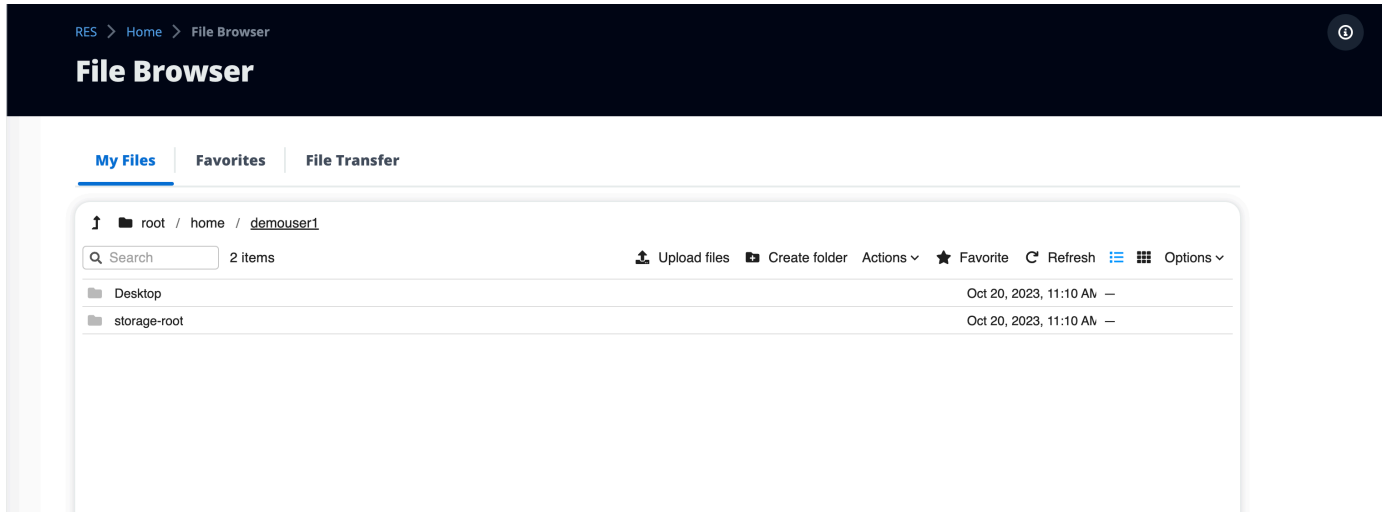 RES > Home > File Browser
File Browser
My Files Favorites File Transfer
root / home / demouser1
Search 2 items Upload files Create folder Actions Favorite Refresh Options
Desktop Oct 20, 2023, 11:10 AM —
storage-root Oct 20, 2023, 11:10 AM —